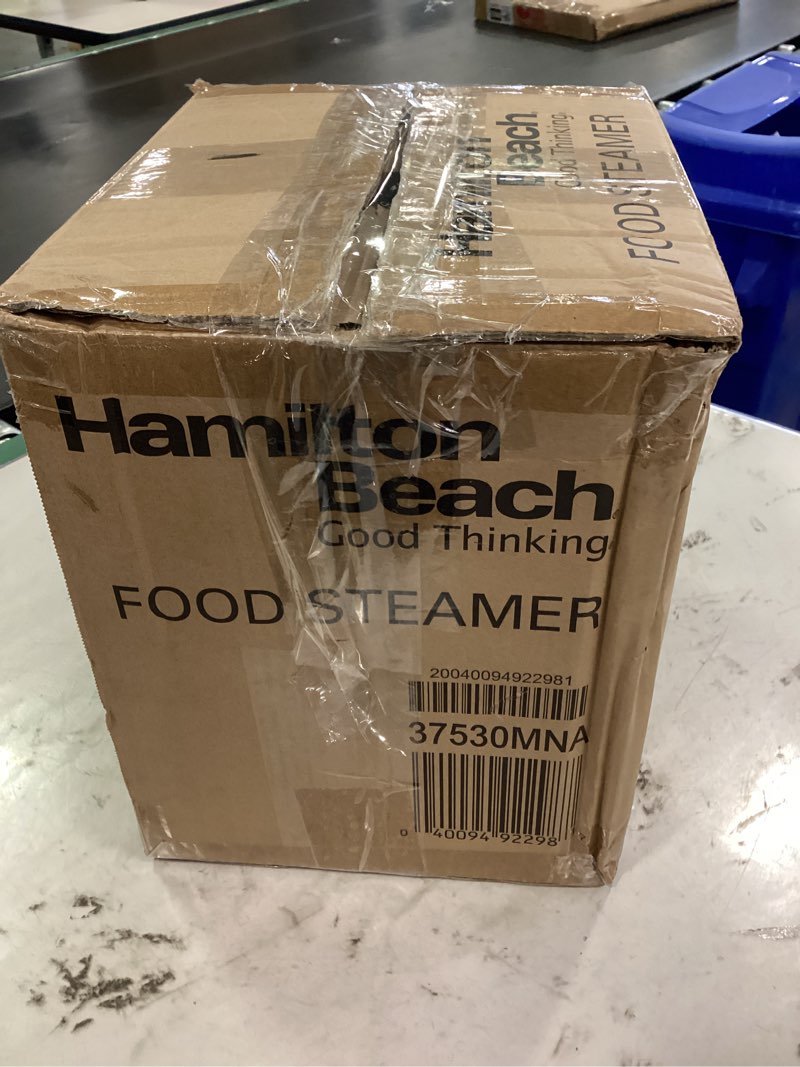 Hamilton
Beach
Good Thinking
FOOD STEAMER
Hamilton
Beach
Good Thinking
FOOD STEAMER
20040094922981
37530MNA
0 40094 92298